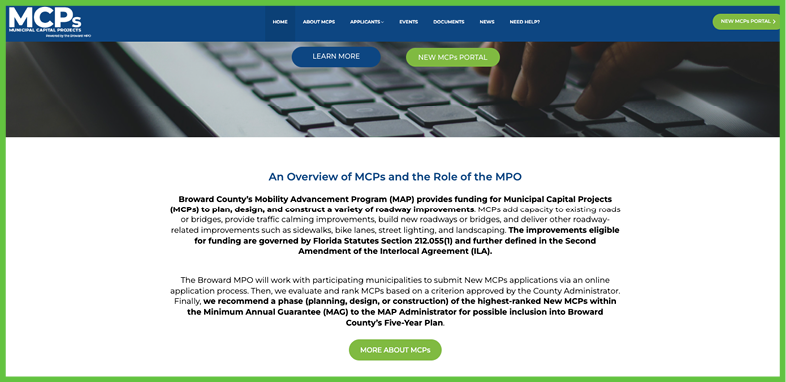 MCPs
MUNICIPAL CAPITAL PROJECTS
Powered by the Broward MPO
HOME ABOUT MCPS APPLICANTS EVENTS DOCUMENTS NEWS NEED HELP?
NEW MCPs PORTAL
LEARN MORE
NEW MCPs PORTAL
An Overview of MCPs and the Role of the MPO
Broward County's Mobility Advancement Program (MAP) provides funding for Municipal Capital Projects
(MCPs) to plan, design, and construct a variety of roadway improvements. MCPs add capacity to existing roads
or bridges, provide traffic calming improvements, build new roadways or bridges, and deliver other roadway-
related improvements such as sidewalks, bike lanes, street lighting, and landscaping. The improvements eligible
for funding are governed by Florida Statutes Section 212.055(1) and further defined in the Second
Amendment of the Interlocal Agreement (ILA).
The Broward MPO will work with participating municipalities to submit New MCPs applications via an online
application process. Then, we evaluate and rank MCPs based on a criterion approved by the County Administrator.
Finally, we recommend a phase (planning, design, or construction) of the highest-ranked New MCPs within
the Minimum Annual Guarantee (MAG) to the MAP Administrator for possible inclusion into Broward
County's Five-Year Plan.
MORE ABOUT MCPs